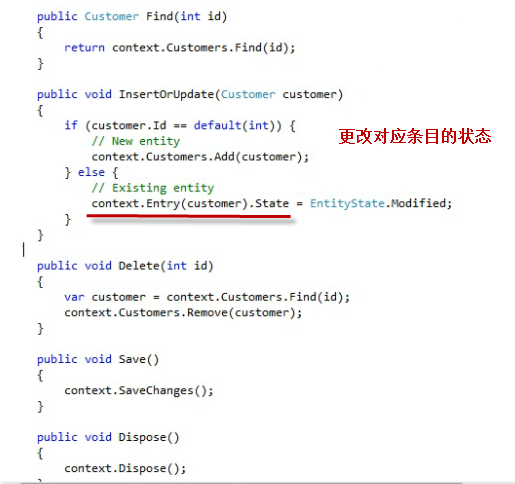 public Customer Find(int id)
{
return context.Customers.Find(id);
}
public void InsertOrUpdate(Customer customer)
{
if (customer.Id == default(int)) {
// New entity
context.Customers.Add(customer);
} else {
// Existing entity
context.Entry(customer).State = EntityState.Modified;
}
}
更改对应条目的状态
public void Delete(int id)
{
var customer = context.Customers.Find(id);
context.Customers.Remove(customer);
}
public void Save()
{
context.SaveChanges();
}
public void Dispose()
{
context.Dispose();
}